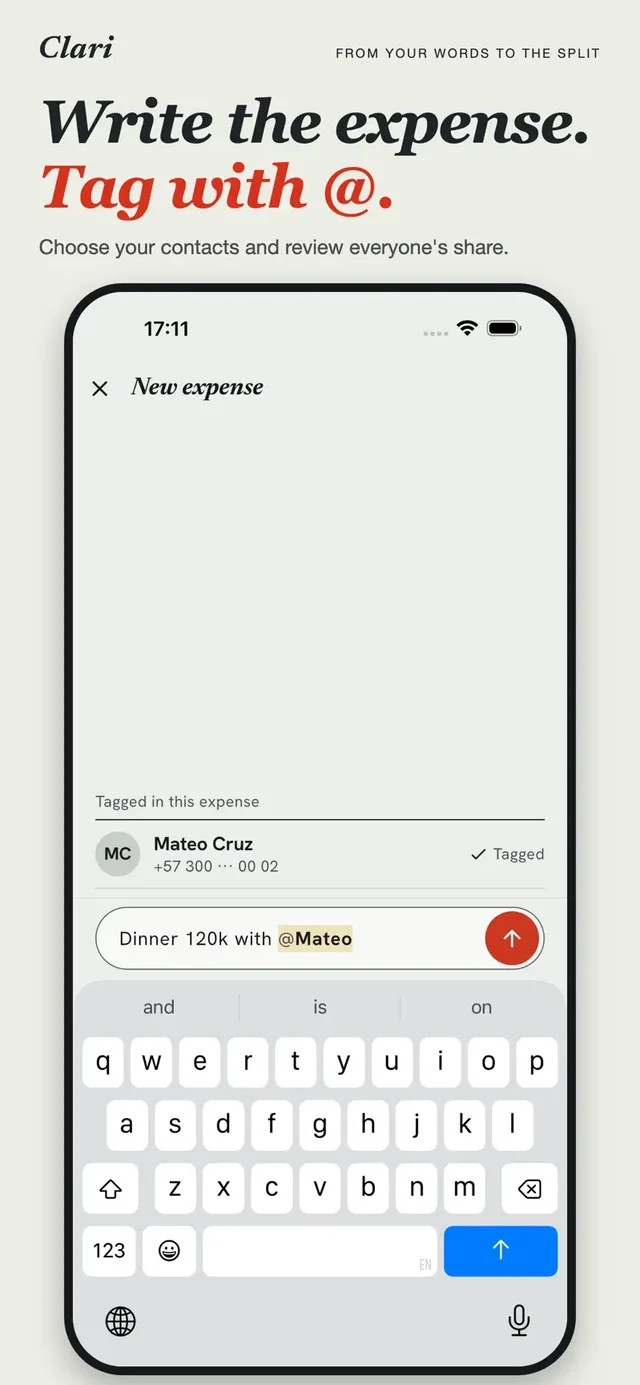 Clari
FROM YOUR WORDS TO THE SPLIT
Write the expense.
Tag with @.
Choose your contacts and review everyone's share.
17:11
New expense
Tagged in this expense
MC
Mateo Cruz
+57 300 ··· 00 02
Tagged
Dinner 120k with @Mateo
and is on
q w e r t y u i o p
a s d f g h j k l
z x c v b n m
123
EN